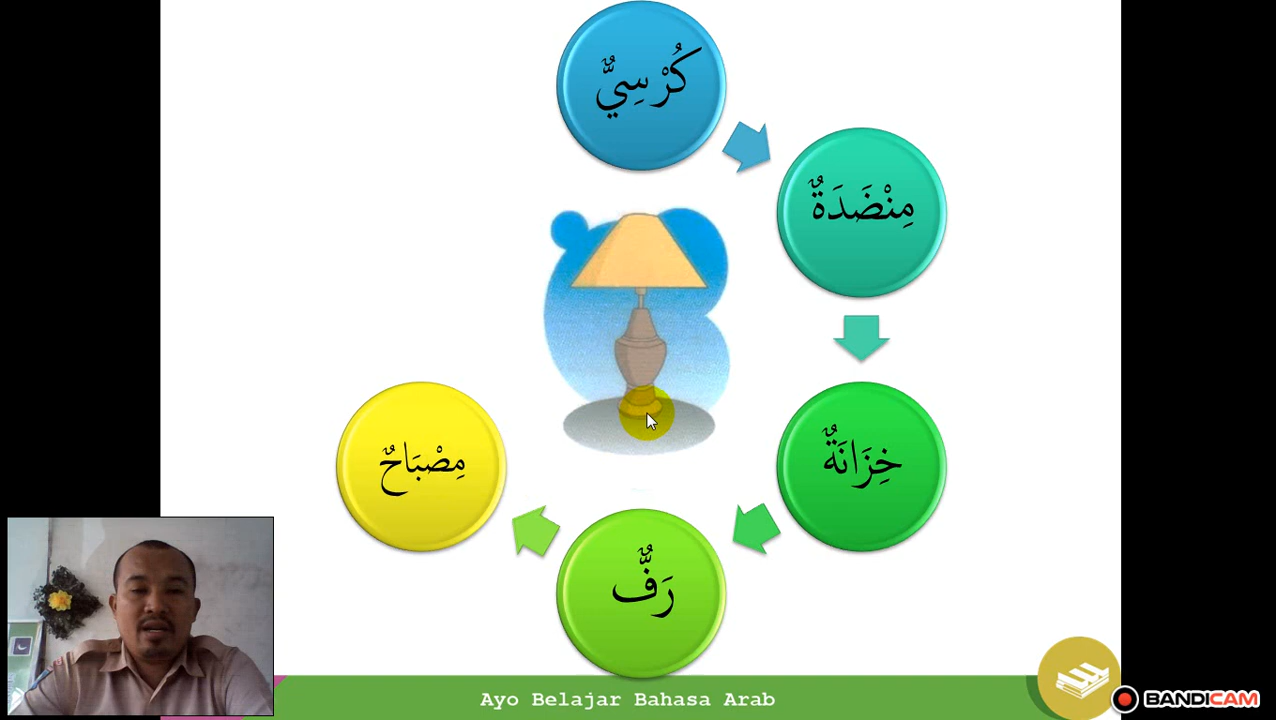 كُرْسِيٌّ
مِنْضَدَةٌ
خِزَانَةٌ
رَفٌّ
مِصْبَاحٌ
Ayo Belajar Bahasa Arab
BANDICAM